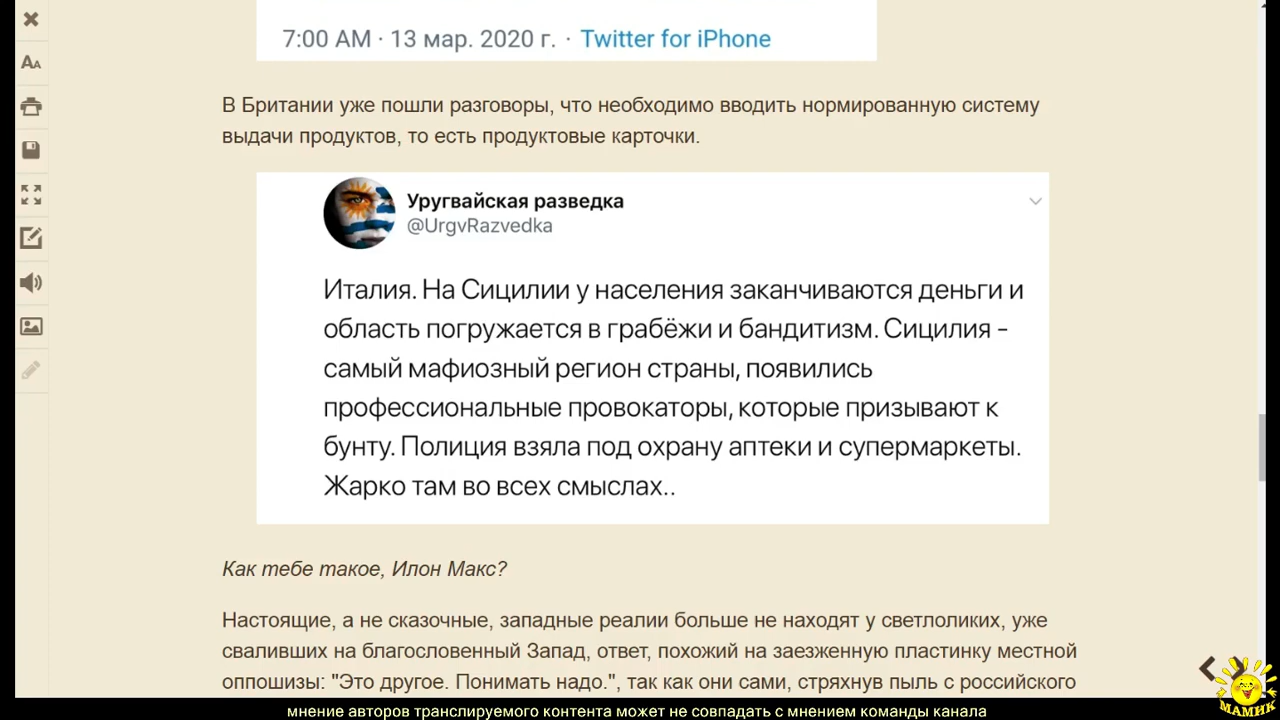 7:00 AM · 13 мар. 2020 г. · Twitter for iPhone
В Британии уже пошли разговоры, что необходимо вводить нормированную систему
выдачи продуктов, то есть продуктовые карточки.
Уругвайская разведка
@UrgvRazvedka
Италия. На Сицилии у населения заканчиваются деньги и
область погружается в грабёжи и бандитизм. Сицилия -
самый мафиозный регион страны, появились
профессиональные провокаторы, которые призывают к
бунту. Полиция взяла под охрану аптеки и супермаркеты.
Жарко там во всех смыслах..
Как тебе такое, Илон Макс?
Настоящие, а не сказочные, западные реалии больше не находят у светлоликих, уже
сваливших на благословенный Запад, ответ, похожий на заезженную пластинку местной
оппошизы: "Это другое. Понимать надо.", так как они сами, стряхнув пыль с российского
МАМИК
мнение авторов транслируемого контента может не совпадать с мнением команды канала